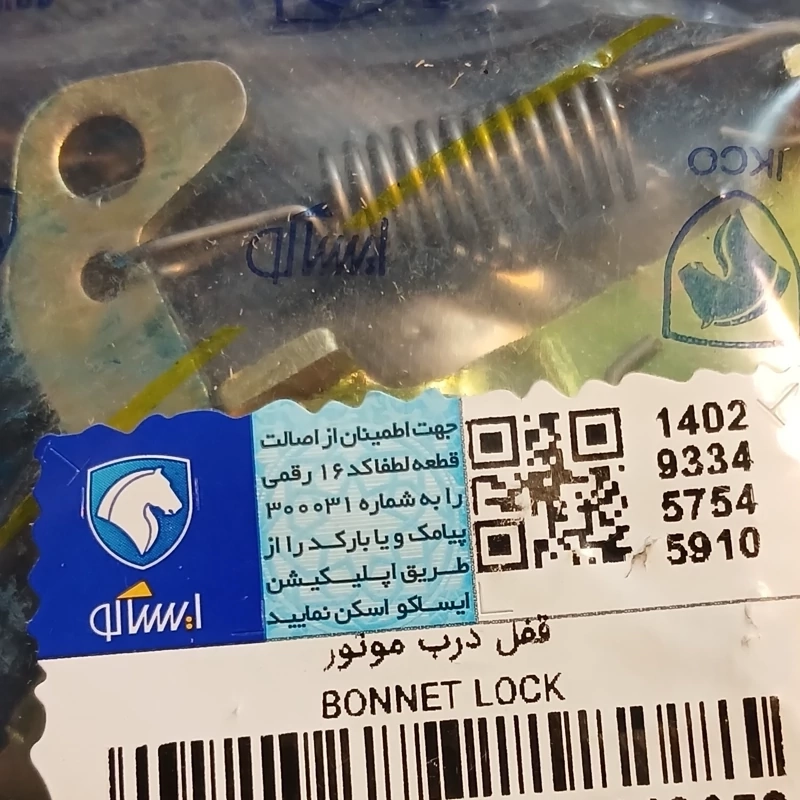 IKCO
ایساکو
جهت اطمینان از اصالت
قطعه لطفا کد ۱۶ رقمی
را به شماره ۳۰۰۰۳۱
پیامک و یا بارکد را از
طریق اپلیکیشن
ایساکو اسکن نمایید
1402
9334
5754
5910
ایساکو
قفل درب موتور
BONNET LOCK